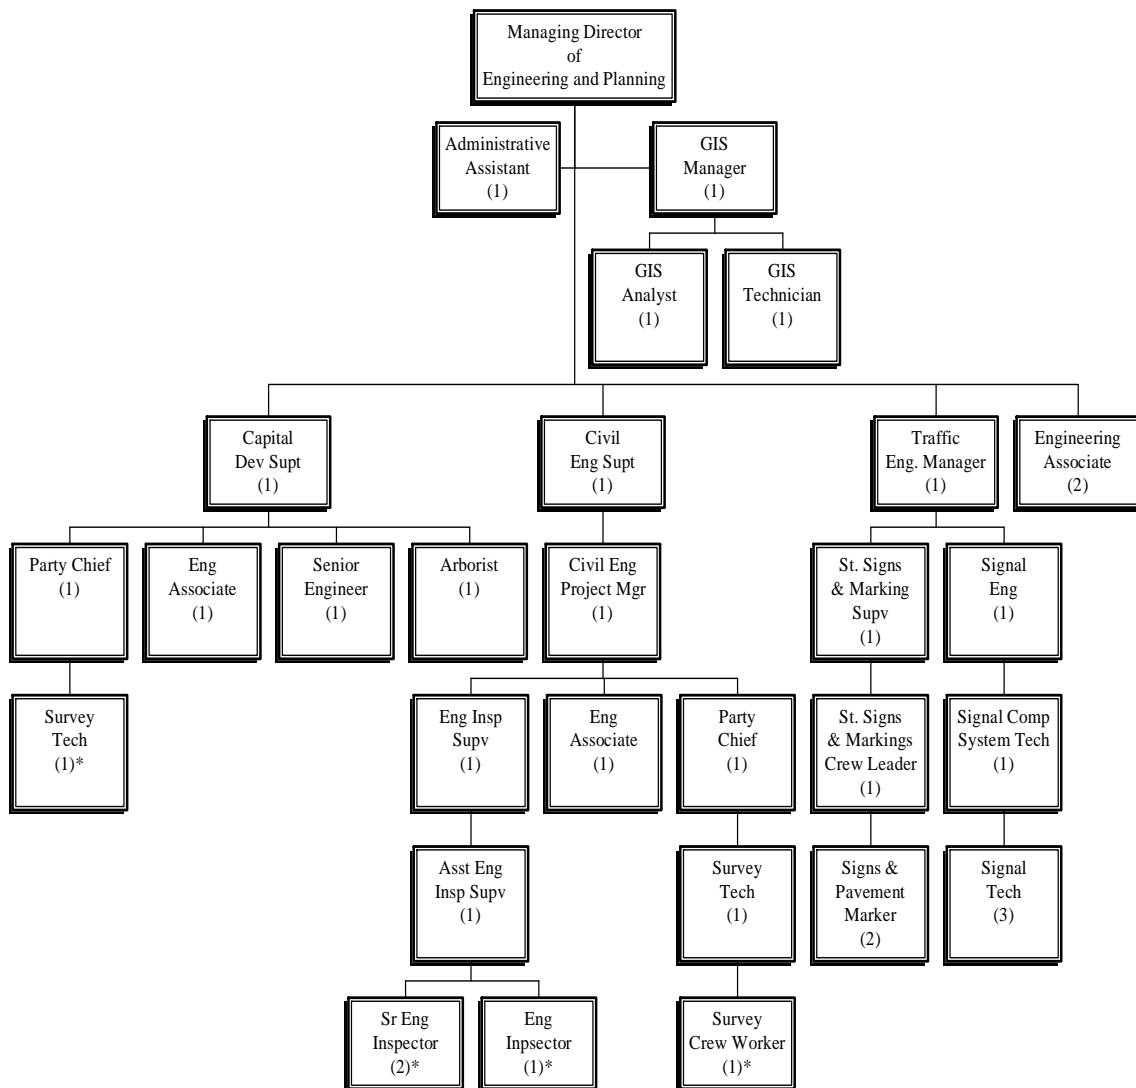 Managing Director
of
Engineering and Planning
Administrative
Assistant
(1)
GIS
Manager
(1)
GIS
Analyst
(1)
GIS
Technician
(1)
Capital
Dev Supt
(1)
Civil
Eng Supt
(1)
Traffic
Eng. Manager
(1)
Engineering
Associate
(2)
Party Chief
(1)
Eng
Associate
(1)
Senior
Engineer
(1)
Arborist
(1)
Civil Eng
Project Mgr
(1)
St. Signs
& Marking
Supv
(1)
Signal
Eng
(1)
Survey
Tech
(1)*
Eng Insp
Supv
(1)
Eng
Associate
(1)
Party
Chief
(1)
St. Signs
& Markings
Crew Leader
(1)
Signal Comp
System Tech
(1)
Asst Eng
Insp Supv
(1)
Survey
Tech
(1)
Signs &
Pavement
Marker
(2)
Signal
Tech
(3)
Sr Eng
Inspector
(2)*
Eng
Inpsector
(1)*
Survey
Crew Worker
(1)*